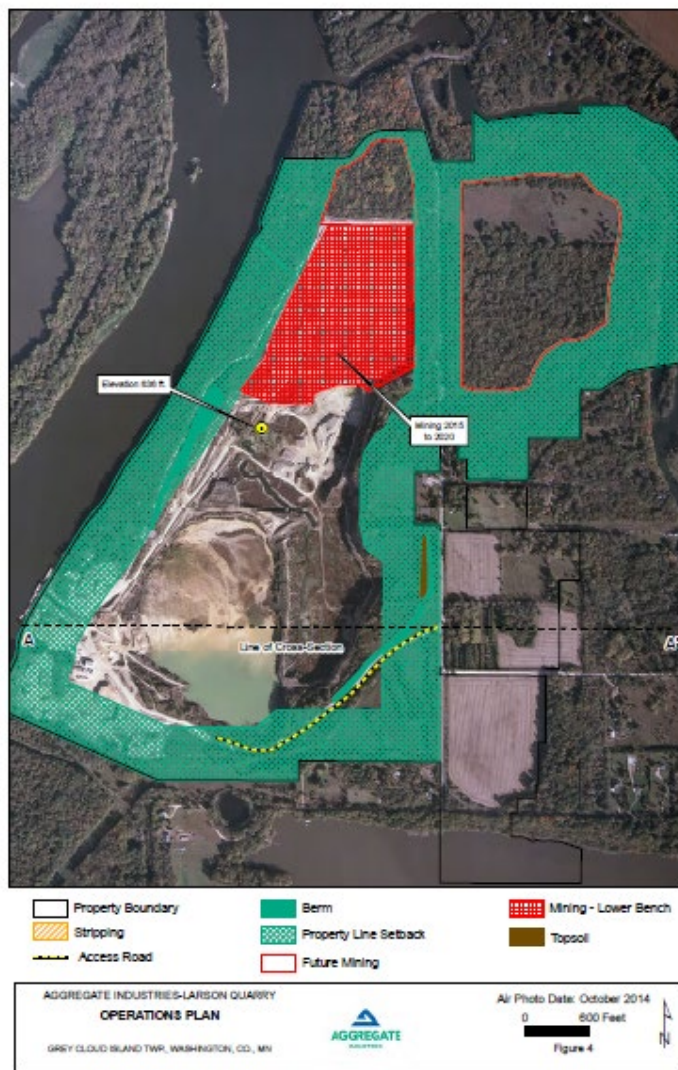 Elevation 696 ft.
Mining 2015
to 2020
A
Line of Cross-Section
A'
Property Boundary
Stripping
Access Road
Berm
Property Line Setback
Future Mining
Mining - Lower Bench
Topsoil
AGGREGATE INDUSTRIES-LARSON QUARRY
OPERATIONS PLAN
GREY CLOUD ISLAND TWP., WASHINGTON, CO., MN
AGGREGATE
INDUSTRIES
Air Photo Date: October 2014
0 600 Feet
Figure 4
N